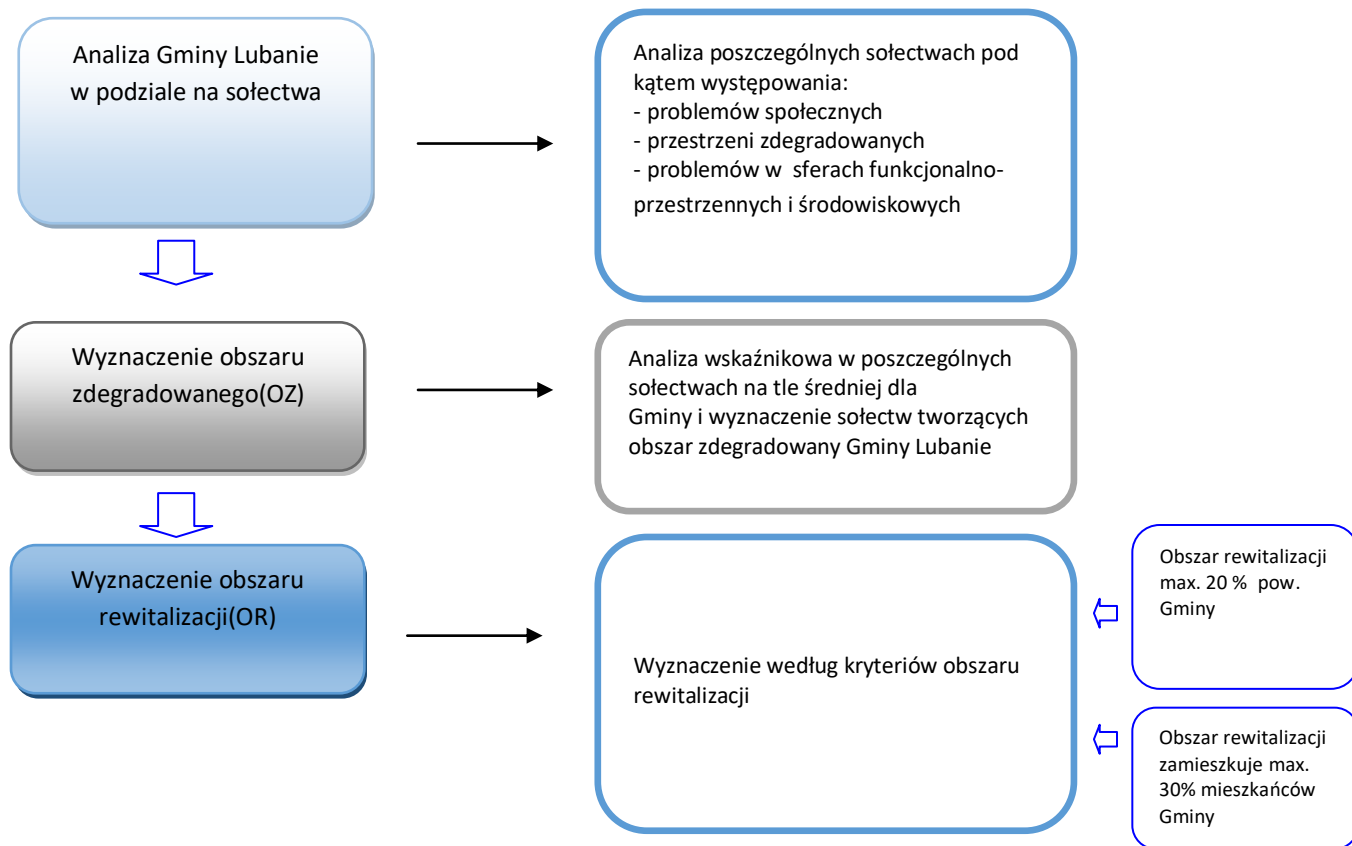 Analiza Gminy Lubanie
w podziale na sołectwa
Analiza poszczególnych sołectwach pod
kątem występowania:
- problemów społecznych
- przestrzeni zdegradowanych
- problemów w  sferach funkcjonalno-
przestrzennych i środowiskowych
Wyznaczenie obszaru
zdegradowanego(OZ)
Analiza wskaźnikowa w poszczególnych
sołectwach na tle średniej dla
Gminy i wyznaczenie sołectw tworzących
obszar zdegradowany Gminy Lubanie
Wyznaczenie obszaru
rewitalizacji(OR)
Wyznaczenie według kryteriów obszaru
rewitalizacji
Obszar rewitalizacji
max. 20 %  pow.
Gminy
Obszar rewitalizacji
zamieszkuje max.
30% mieszkańców
Gminy